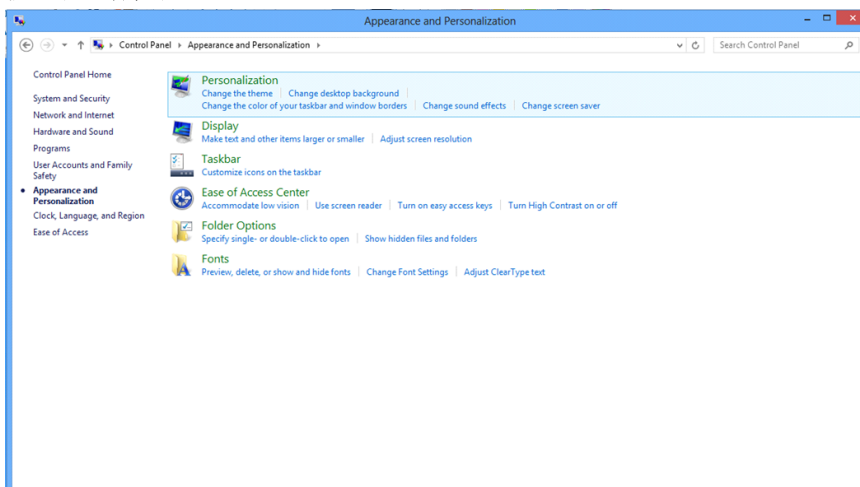 Appearance and Personalization
Control Panel Appearance and Personalization
Search Control Panel
Control Panel Home
System and Security
Network and Internet
Hardware and Sound
Programs
User Accounts and Family
Safety
Appearance and
Personalization
Clock, Language, and Region
Ease of Access
Personalization
Change the theme Change desktop background
Change the color of your taskbar and window borders Change sound effects Change screen saver
Display
Make text and other items larger or smaller Adjust screen resolution
Taskbar
Customize icons on the taskbar
Ease of Access Center
Accommodate low vision Use screen reader Turn on easy access keys Turn High Contrast on or off
Folder Options
Specify single- or double-click to open Show hidden files and folders
Fonts
Preview, delete, or show and hide fonts Change Font Settings Adjust ClearType text